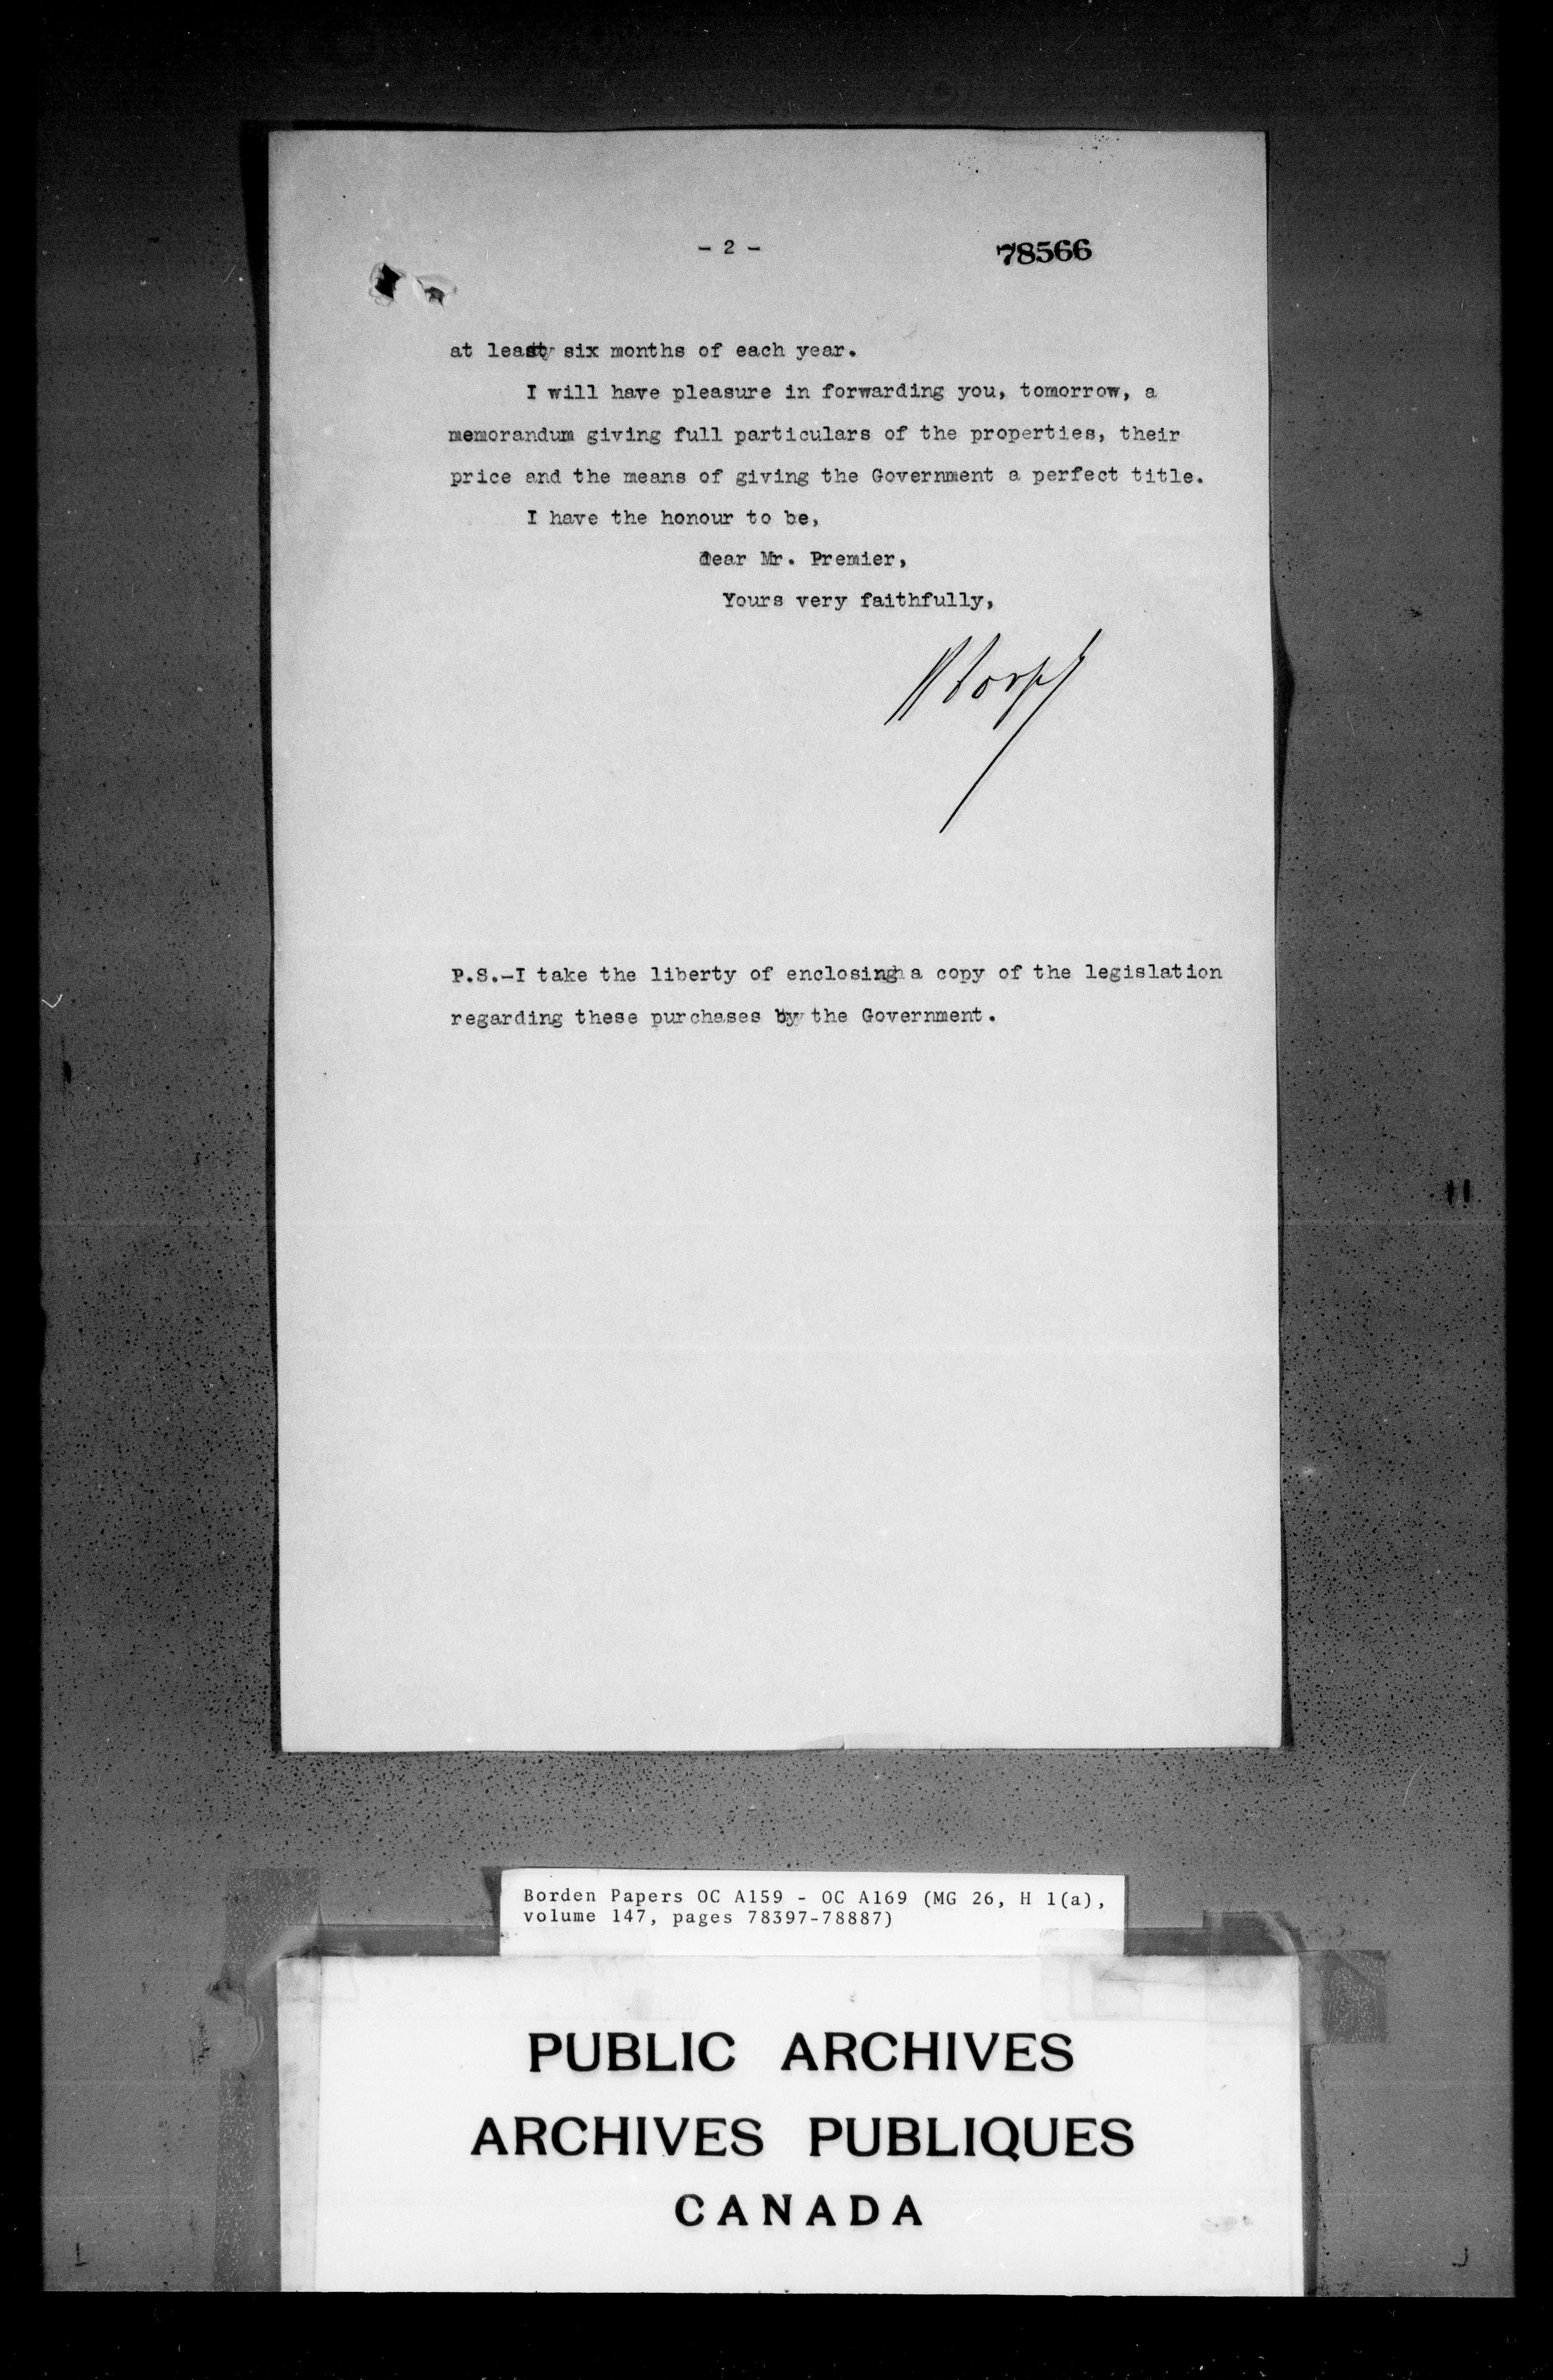 - 2 -
78566
at least six months of each year.
I will have pleasure in forwarding you, tomorrow, a
memorandum giving full particulars of the properties, their
price and the means of giving the Government a perfect title.
I have the honour to be,
dear Mr. Premier,
Yours very faithfully,
P.S.-I take the liberty of enclosing a copy of the legislation
regarding these purchases by the Government.
Borden Papers OC A159 - OC A169 (MG 26, H 1(a),
volume 147, pages 78397-78887)
PUBLIC ARCHIVES
ARCHIVES PUBLIQUES
CANADA